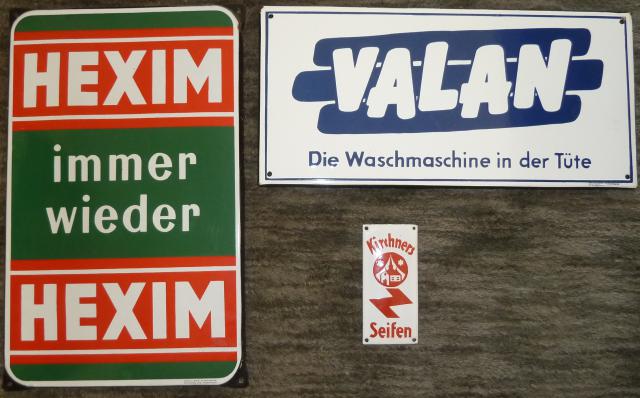 HEXIM
immer
wieder
HEXIM
VALAN
Die Waschmaschine in der Tüte
Kirchners
Seifen